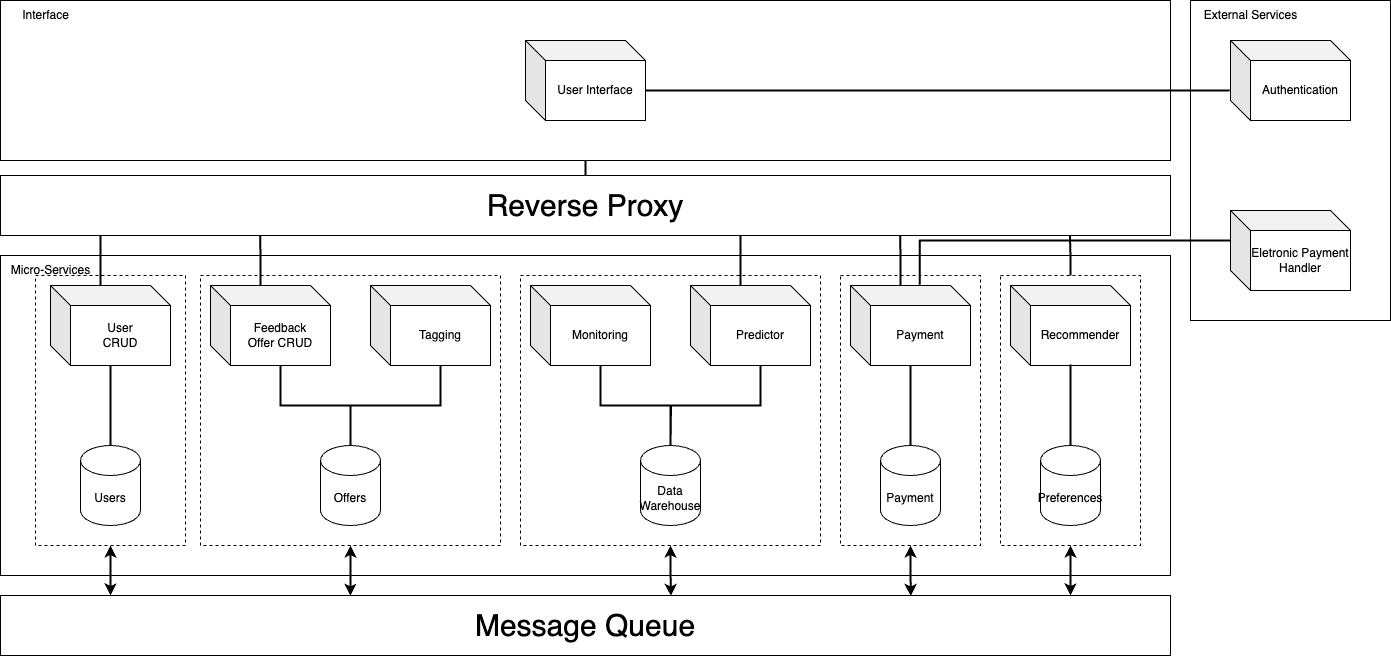 Interface
External Services
User Interface
Authentication
Reverse Proxy
Eletronic Payment
Handler
Micro-Services
User
CRUD
Feedback
Offer CRUD
Tagging
Monitoring
Predictor
Payment
Recommender
Users
Offers
Data
Warehouse
Payment
Preferences
Message Queue